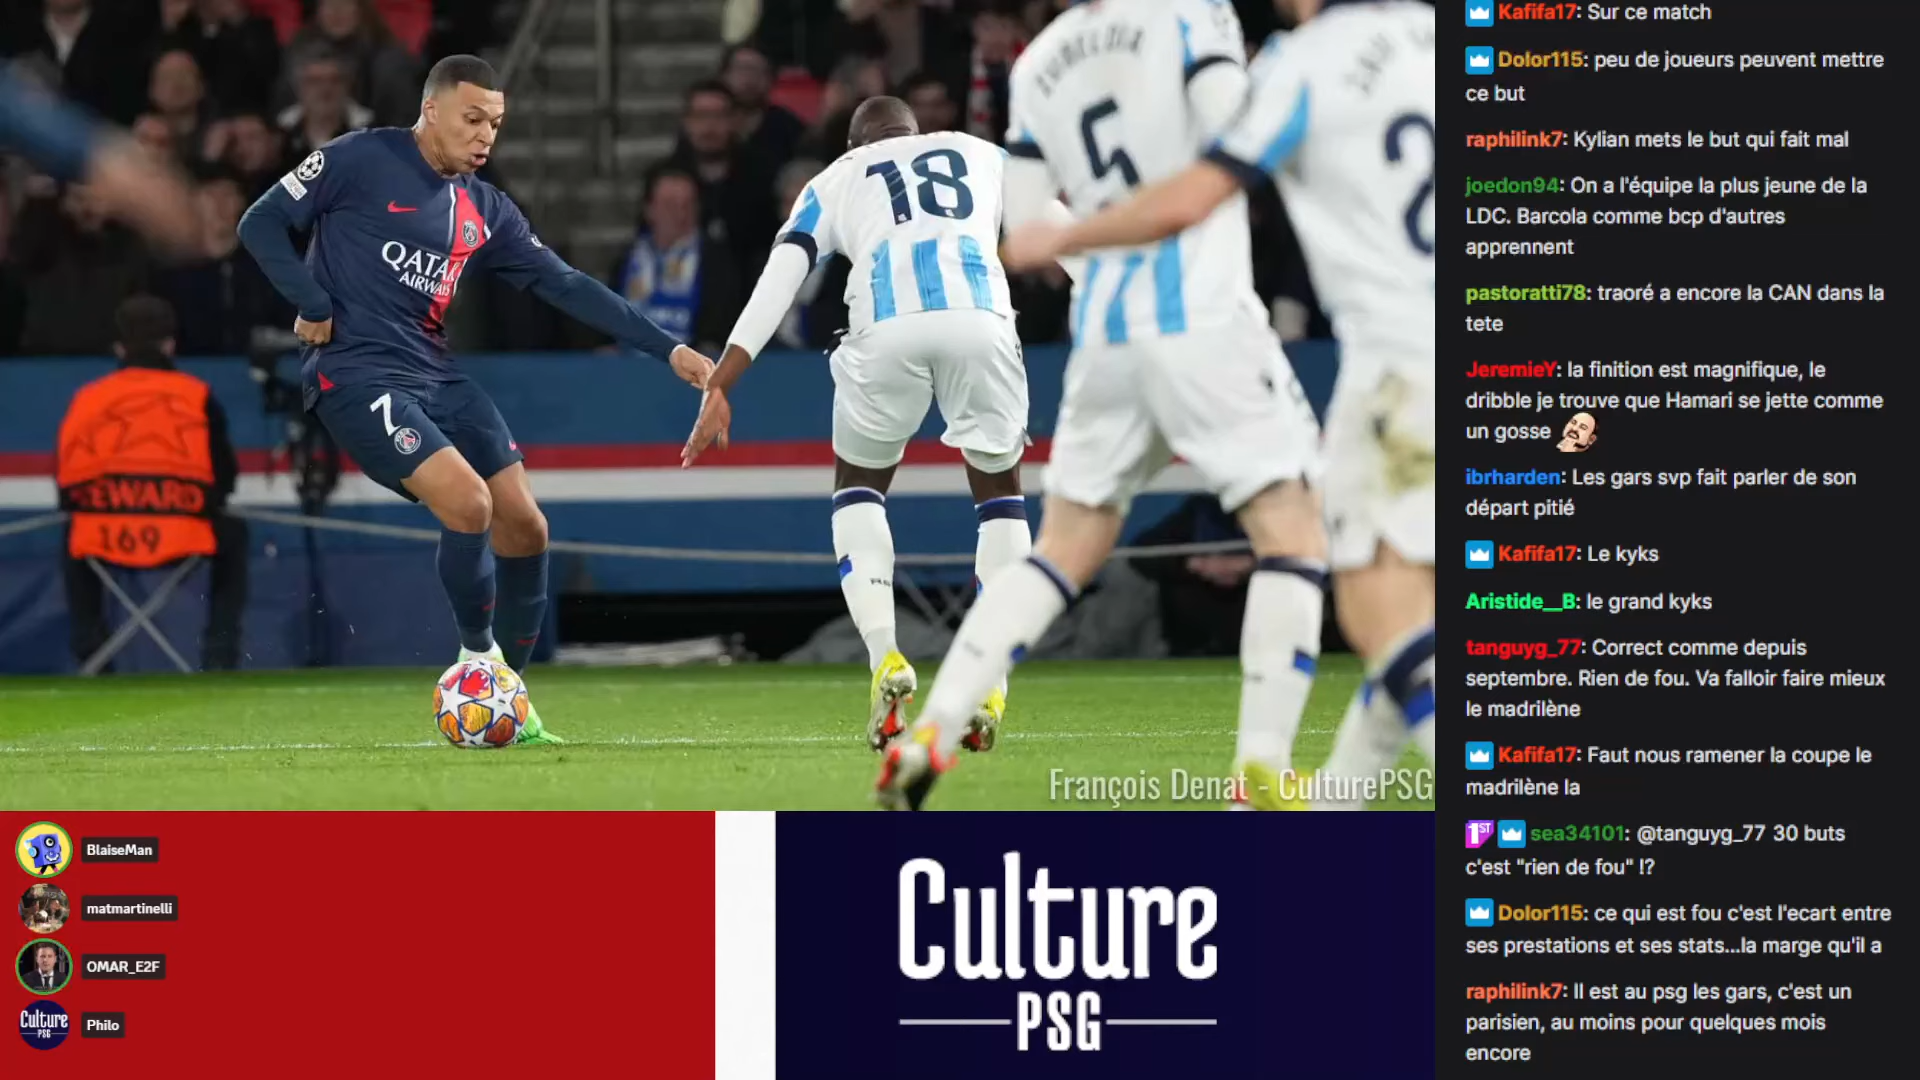 ZUBELDIA
5
2
18
QATAR
AIRWAYS
7
STEWARD
169
François Denat - CulturePSG
BlaiseMan
matmartinelli
OMAR_E2F
Culture
PSG
Philo
Culture
PSG
Kafifa17: Sur ce match
Dolor115: peu de joueurs peuvent mettre
ce but
raphilink7: Kylian mets le but qui fait mal
joedon94: On a l'équipe la plus jeune de la
LDC. Barcola comme bcp d'autres
apprennent
pastoratti78: traoré a encore la CAN dans la
tete
JeremieY: la finition est magnifique, le
dribble je trouve que Hamari se jette comme
un gosse
ibrharden: Les gars svp fait parler de son
départ pitié
Kafifa17: Le kyks
Aristide__B: le grand kyks
tanguyg_77: Correct comme depuis
septembre. Rien de fou. Va falloir faire mieux
le madrilène
Kafifa17: Faut nous ramener la coupe le
madrilène la
1ST sea34101: @tanguyg_77 30 buts
c'est "rien de fou" !?
Dolor115: ce qui est fou c'est l'ecart entre
ses prestations et ses stats...la marge qu'il a
raphilink7: Il est au psg les gars, c'est un
parisien, au moins pour quelques mois
encore